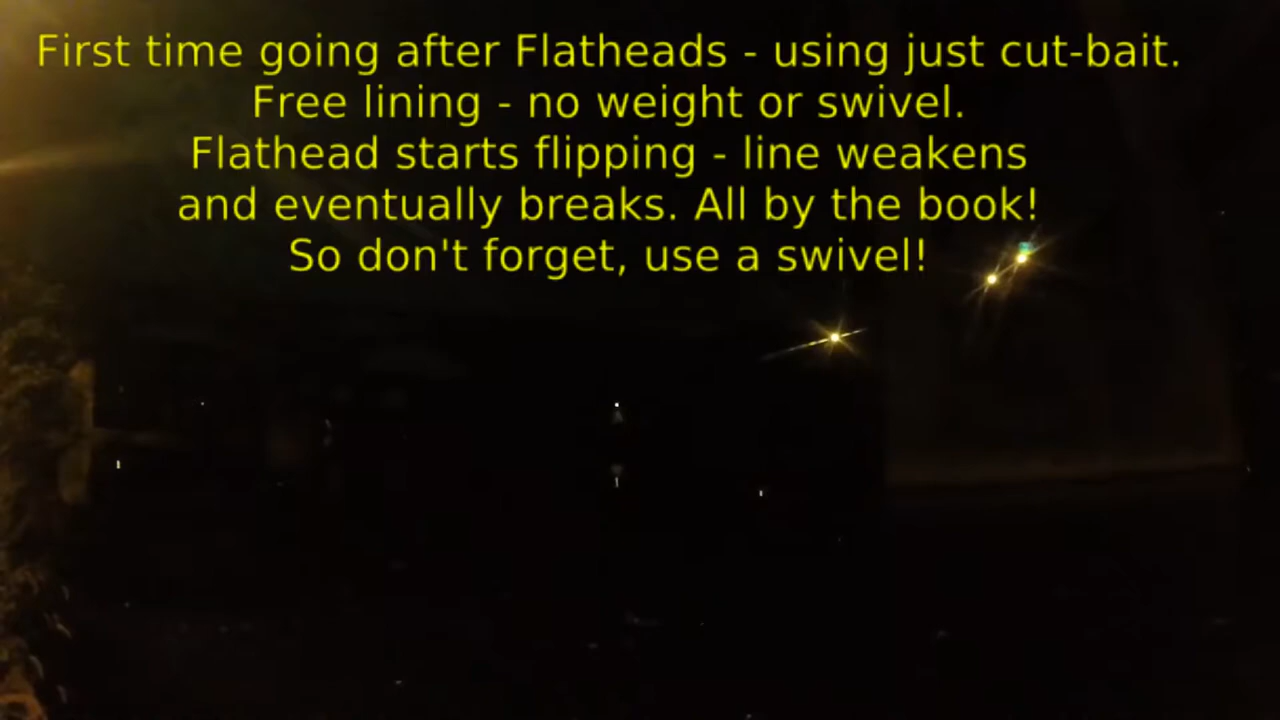 First time going after Flatheads - using just cut-bait.
Free lining - no weight or swivel.
Flathead starts flipping - line weakens
and eventually breaks. All by the book!
So don't forget, use a swivel!